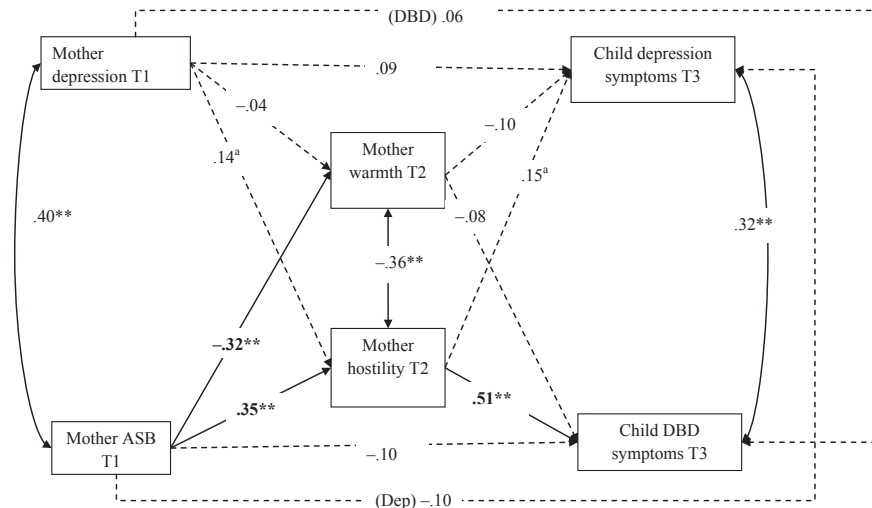 (DBD) .06
Mother
depression T1
Child depression
symptoms T3
.09
–.04
–.10
.14ᵃ
Mother
warmth T2
.15ᵃ
–.08
.40**
.32**
–.36**
–.32**
Mother
hostility T2
.35**
.51**
Mother ASB
T1
–.10
Child DBD
symptoms T3
(Dep) –.10